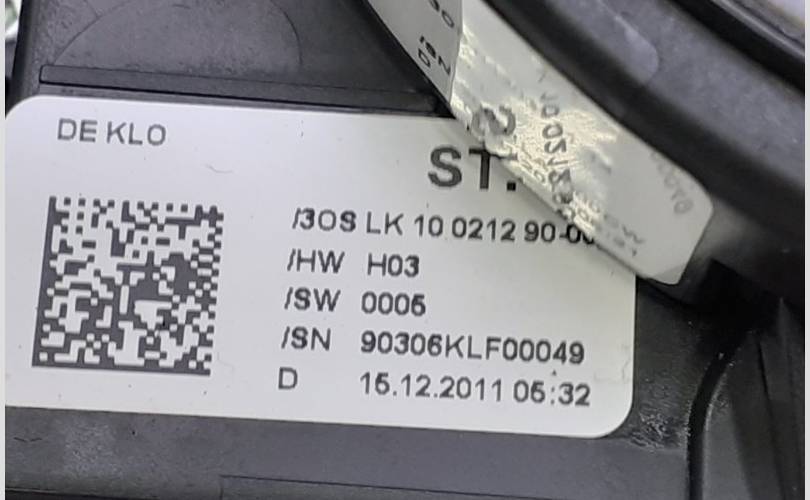 DE KLO
ST.
/3OS LK 10 0212 90-0
/HW H03
/SW 0005
/SN 90306KLF00049
D 15.12.2011 05:32